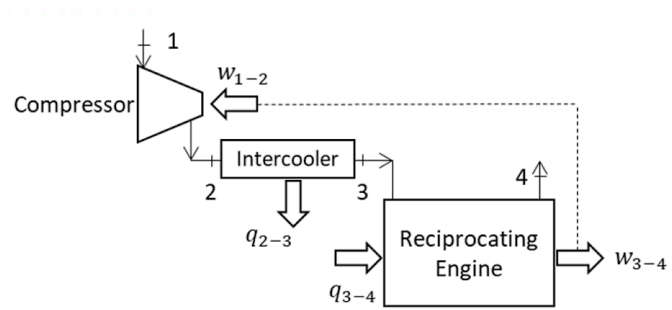 1
w₁₋₂
Compressor
Intercooler
2
3
4
q₂₋₃
Reciprocating
Engine
w₃₋₄
q₃₋₄